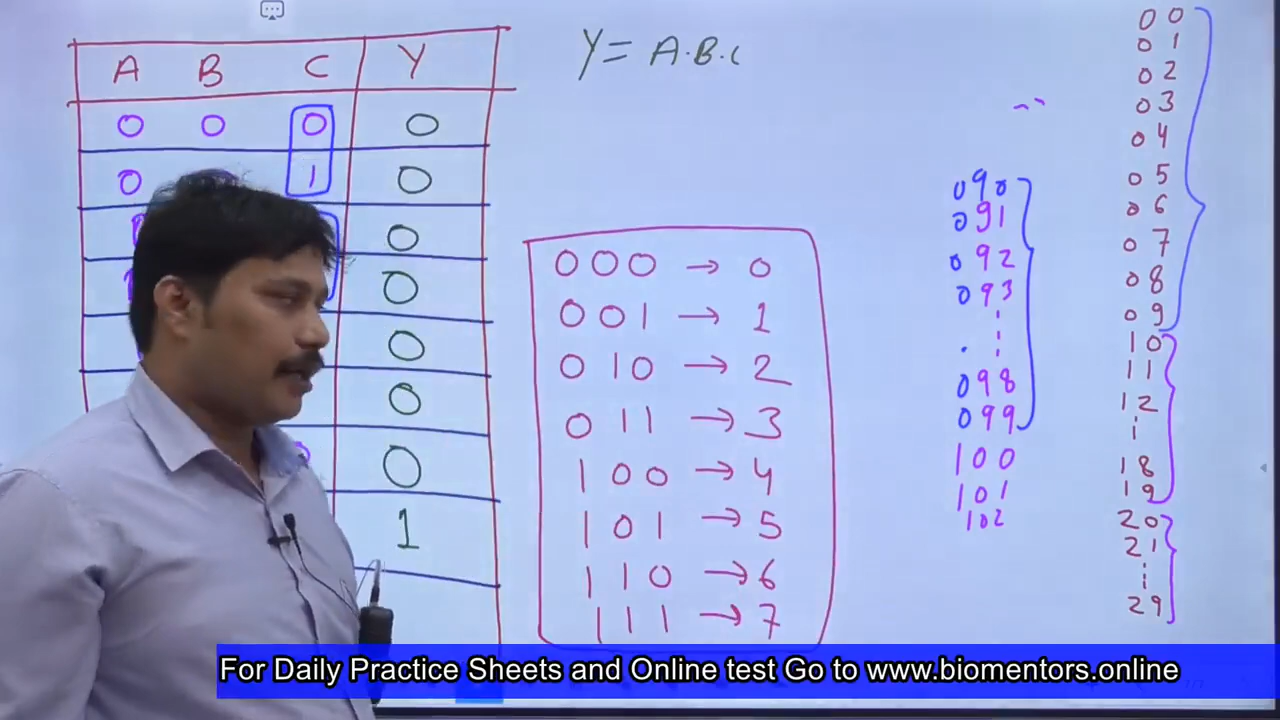 A B C Y
0 0 0 0
0 1 0
0
0
0
0
0
1
Y = A.B.C
000 → 0
001 → 1
010 → 2
011 → 3
100 → 4
101 → 5
110 → 6
111 → 7
090
091
092
093
098
099
100
101
102
00
01
02
03
04
05
06
07
08
09
10
11
12
18
19
20
21
29
For Daily Practice Sheets and Online test Go to www.biomentors.online